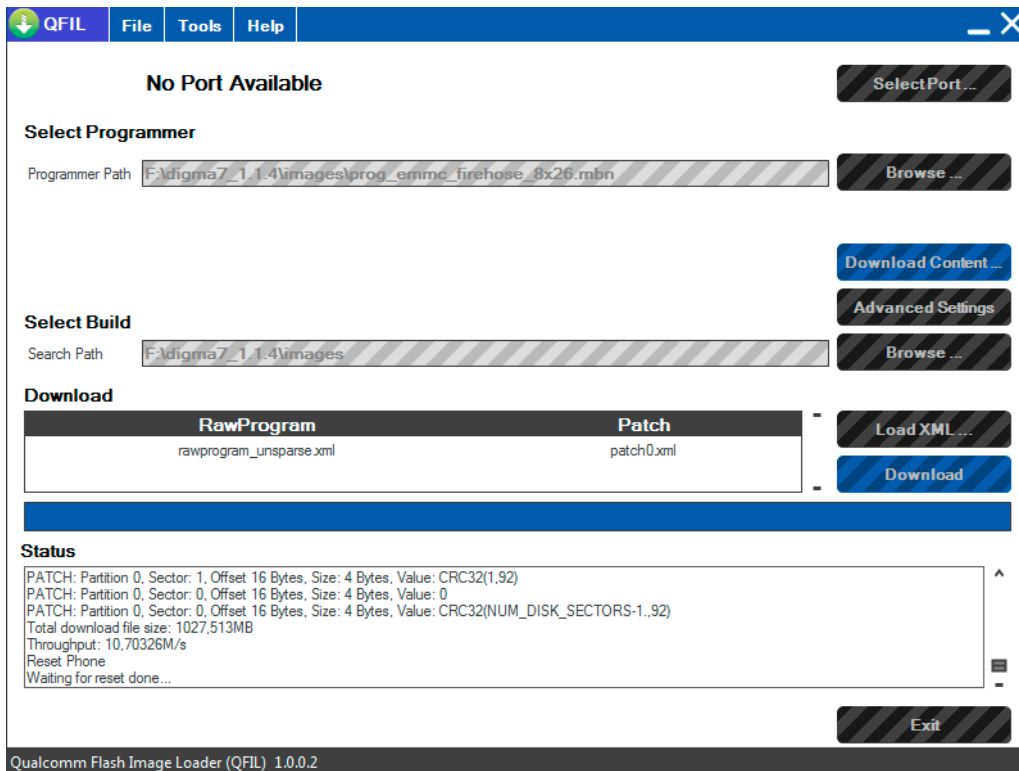 QFIL File Tools Help
No Port Available
Select Port ...
Select Programmer
Programmer Path F:\digma7_1.1.4\images\prog_emmc_firehose_8x26.mbn Browse ...
Download Content ...
Advanced Settings
Select Build
Search Path F:\digma7_1.1.4\images Browse ...
Download
RawProgram Patch
rawprogram_unsparse.xml patch0.xml
Load XML ...
Download
Status
PATCH: Partition 0, Sector: 1, Offset 16 Bytes, Size: 4 Bytes, Value: CRC32(1,92)
PATCH: Partition 0, Sector: 0, Offset 16 Bytes, Size: 4 Bytes, Value: 0
PATCH: Partition 0, Sector: 0, Offset 16 Bytes, Size: 4 Bytes, Value: CRC32(NUM_DISK_SECTORS-1.,92)
Total download file size: 1027,513MB
Throughput: 10,70326M/s
Reset Phone
Waiting for reset done...
Exit
Qualcomm Flash Image Loader (QFIL) 1.0.0.2